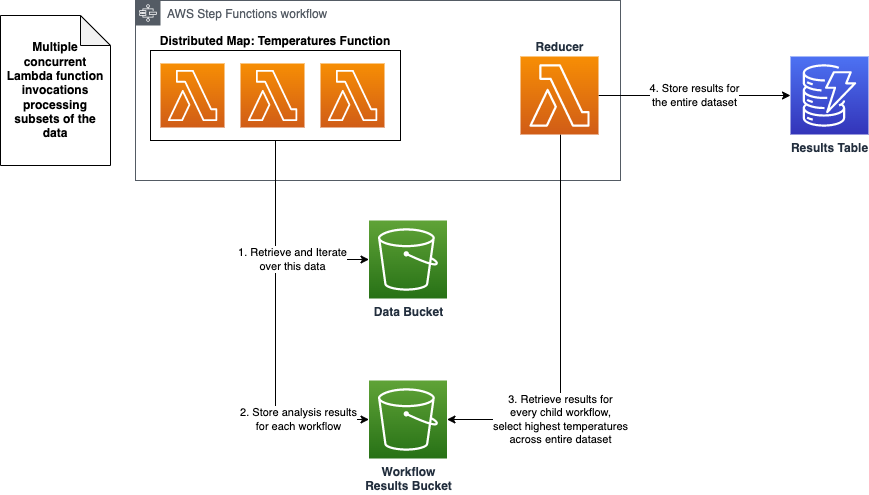 AWS Step Functions workflow
Multiple
concurrent
Lambda function
invocations
processing
subsets of the
data
Distributed Map: Temperatures Function
Reducer
4. Store results for
the entire dataset
Results Table
1. Retrieve and Iterate
over this data
Data Bucket
2. Store analysis results
for each workflow
3. Retrieve results for
every child workflow,
select highest temperatures
across entire dataset
Workflow
Results Bucket